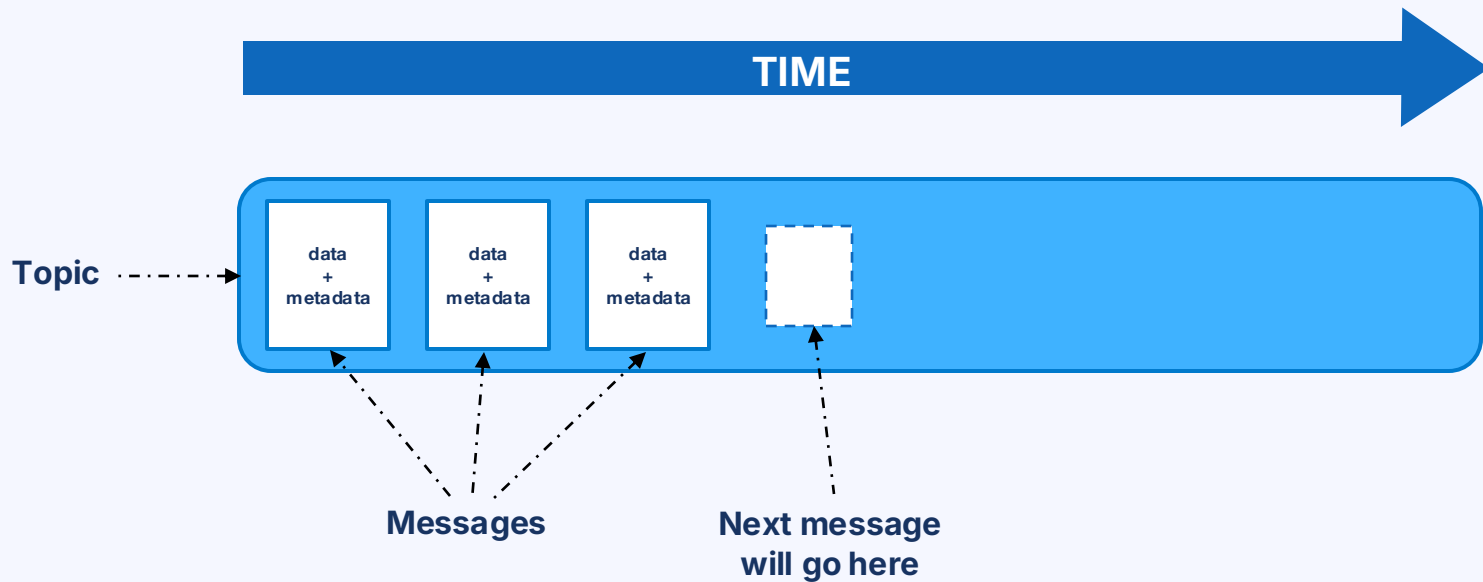 TIME
Topic
data
+
metadata
data
+
metadata
data
+
metadata
Messages
Next message
will go here